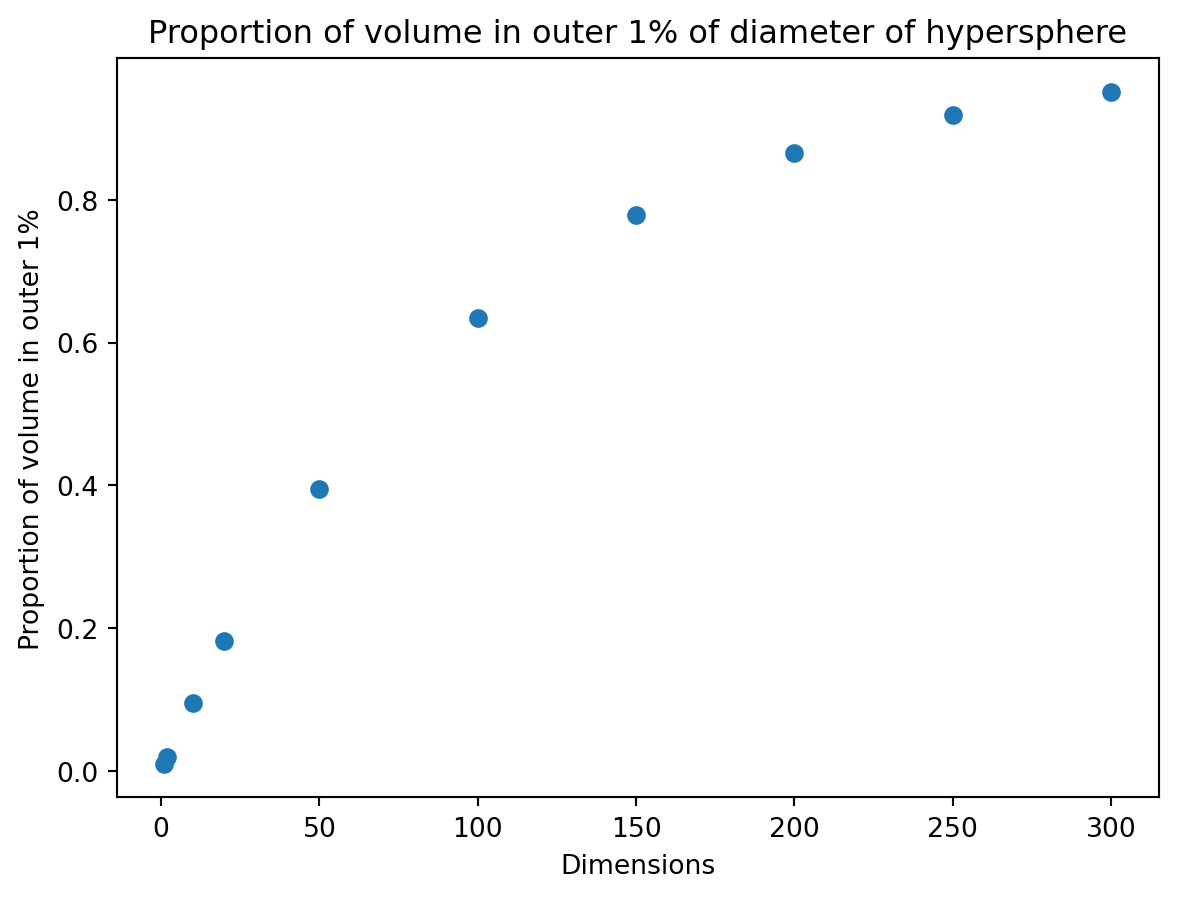 Proportion of volume in outer 1% of diameter of hypersphere
Proportion of volume in outer 1%
0.8
0.6
0.4
0.2
0.0
0 50 100 150 200 250 300
Dimensions